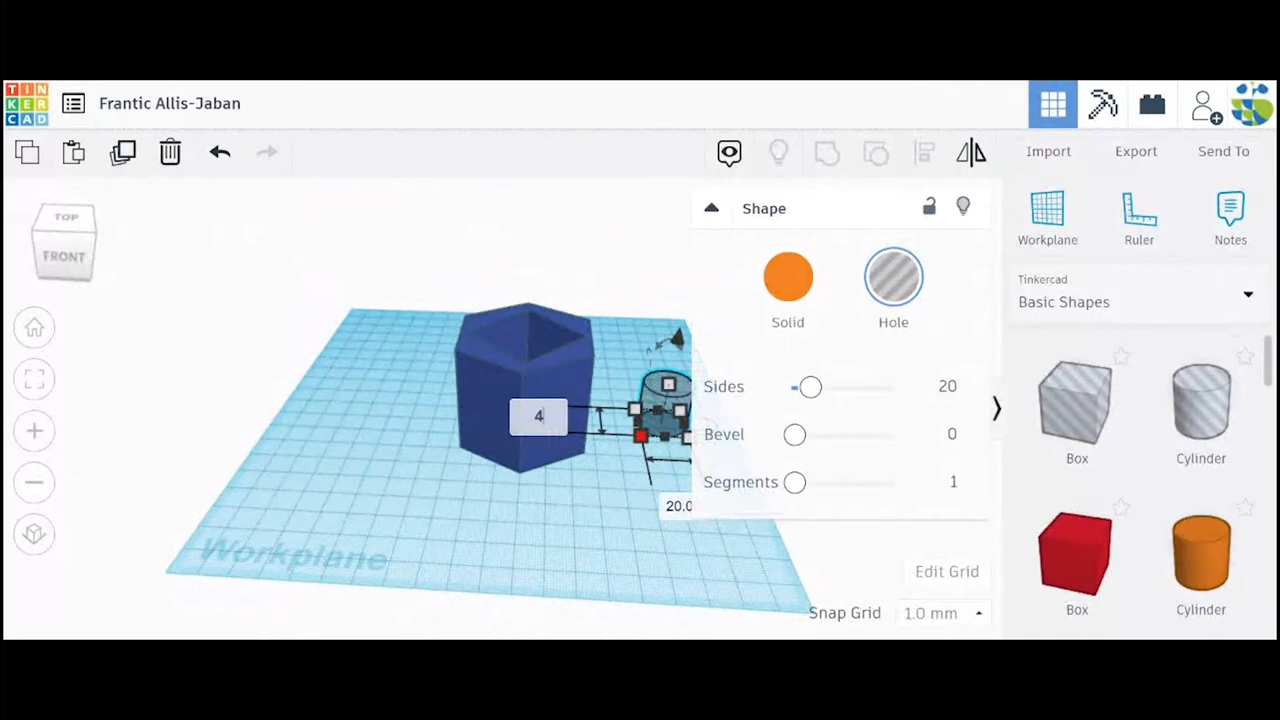 TIN
KER
CAD
Frantic Allis-Jaban
Import
Export
Send To
TOP
FRONT
Shape
Workplane
Ruler
Notes
Solid
Hole
Tinkercad
Basic Shapes
Sides
20
4
Bevel
0
Box
Cylinder
Segments
1
20.0
Workplane
Edit Grid
Snap Grid
1.0 mm
Box
Cylinder